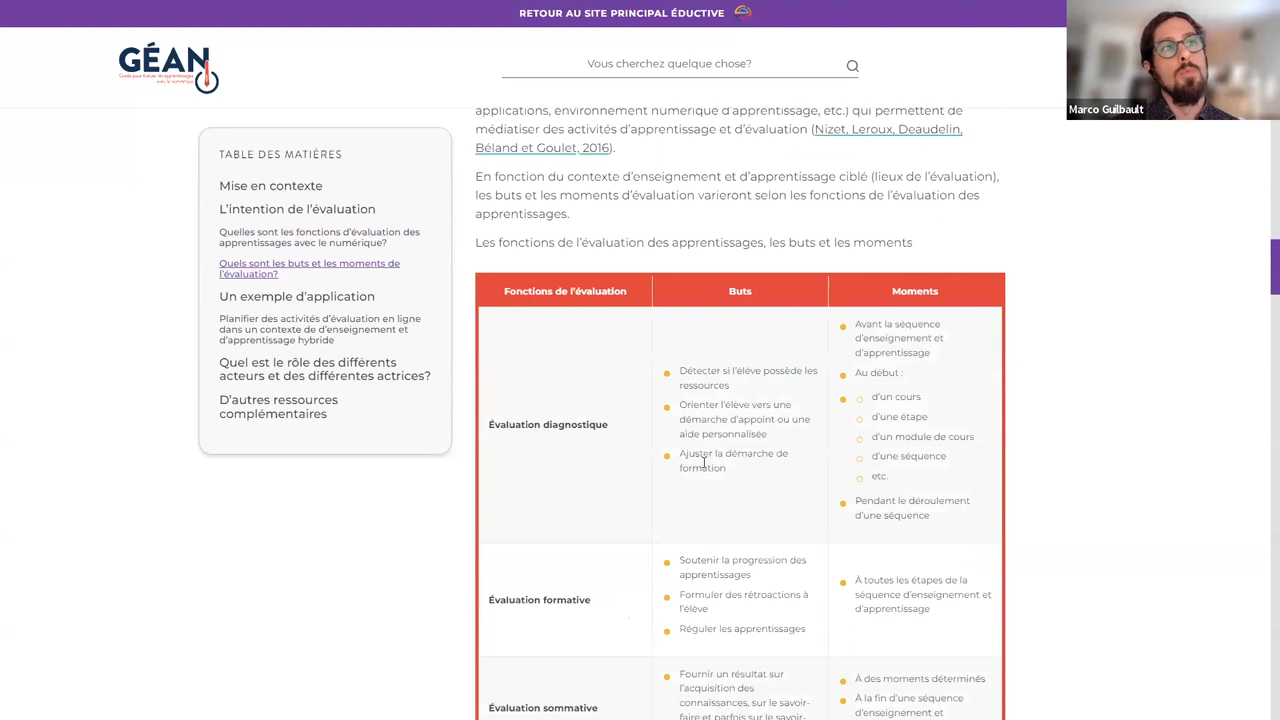 RETOUR AU SITE PRINCIPAL ÉDUCTIVE
GÉAN
Vous cherchez quelque chose?
Marco Guilbault
TABLE DES MATIÈRES
Mise en contexte
L'intention de l'évaluation
Quelles sont les fonctions d'évaluation des
apprentissages avec le numérique?
Quels sont les buts et les moments de
l'évaluation?
Un exemple d'application
Planifier des activités d'évaluation en ligne
dans un contexte de d'enseignement et
d'apprentissage hybride
Quel est le rôle des différents
acteurs et des différentes actrices?
D'autres ressources
complémentaires
applications, environnement numérique d'apprentissage, etc.) qui permettent de
médiatiser des activités d'apprentissage et d'évaluation (Nizet, Leroux, Deaudelin,
Béland et Goulet, 2016).
En fonction du contexte d'enseignement et d'apprentissage ciblé (lieux de l'évaluation),
les buts et les moments d'évaluation varieront selon les fonctions de l'évaluation des
apprentissages.
Les fonctions de l'évaluation des apprentissages, les buts et les moments
Fonctions de l'évaluation
Buts
Moments
Évaluation diagnostique
Détecter si l'élève possède les
ressources
Orienter l'élève vers une
démarche d'appoint ou une
aide personnalisée
Ajuster la démarche de
formation
Avant la séquence
d'enseignement et
d'apprentissage
Au début :
d'un cours
d'une étape
d'un module de cours
d'une séquence
etc.
Pendant le déroulement
d'une séquence
Évaluation formative
Soutenir la progression des
apprentissages
Formuler des rétroactions à
l'élève
Réguler les apprentissages
À toutes les étapes de la
séquence d'enseignement et
d'apprentissage
Évaluation sommative
Fournir un résultat sur
l'acquisition des
connaissances, sur le savoir-
faire et parfois sur le savoir-
À des moments déterminés
À la fin d'une séquence
d'enseignement et